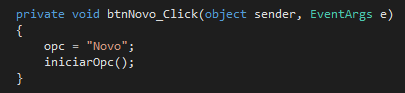 private void btnNovo_Click(object sender, EventArgs e)
{
opc = "Novo";
iniciarOpc();
}